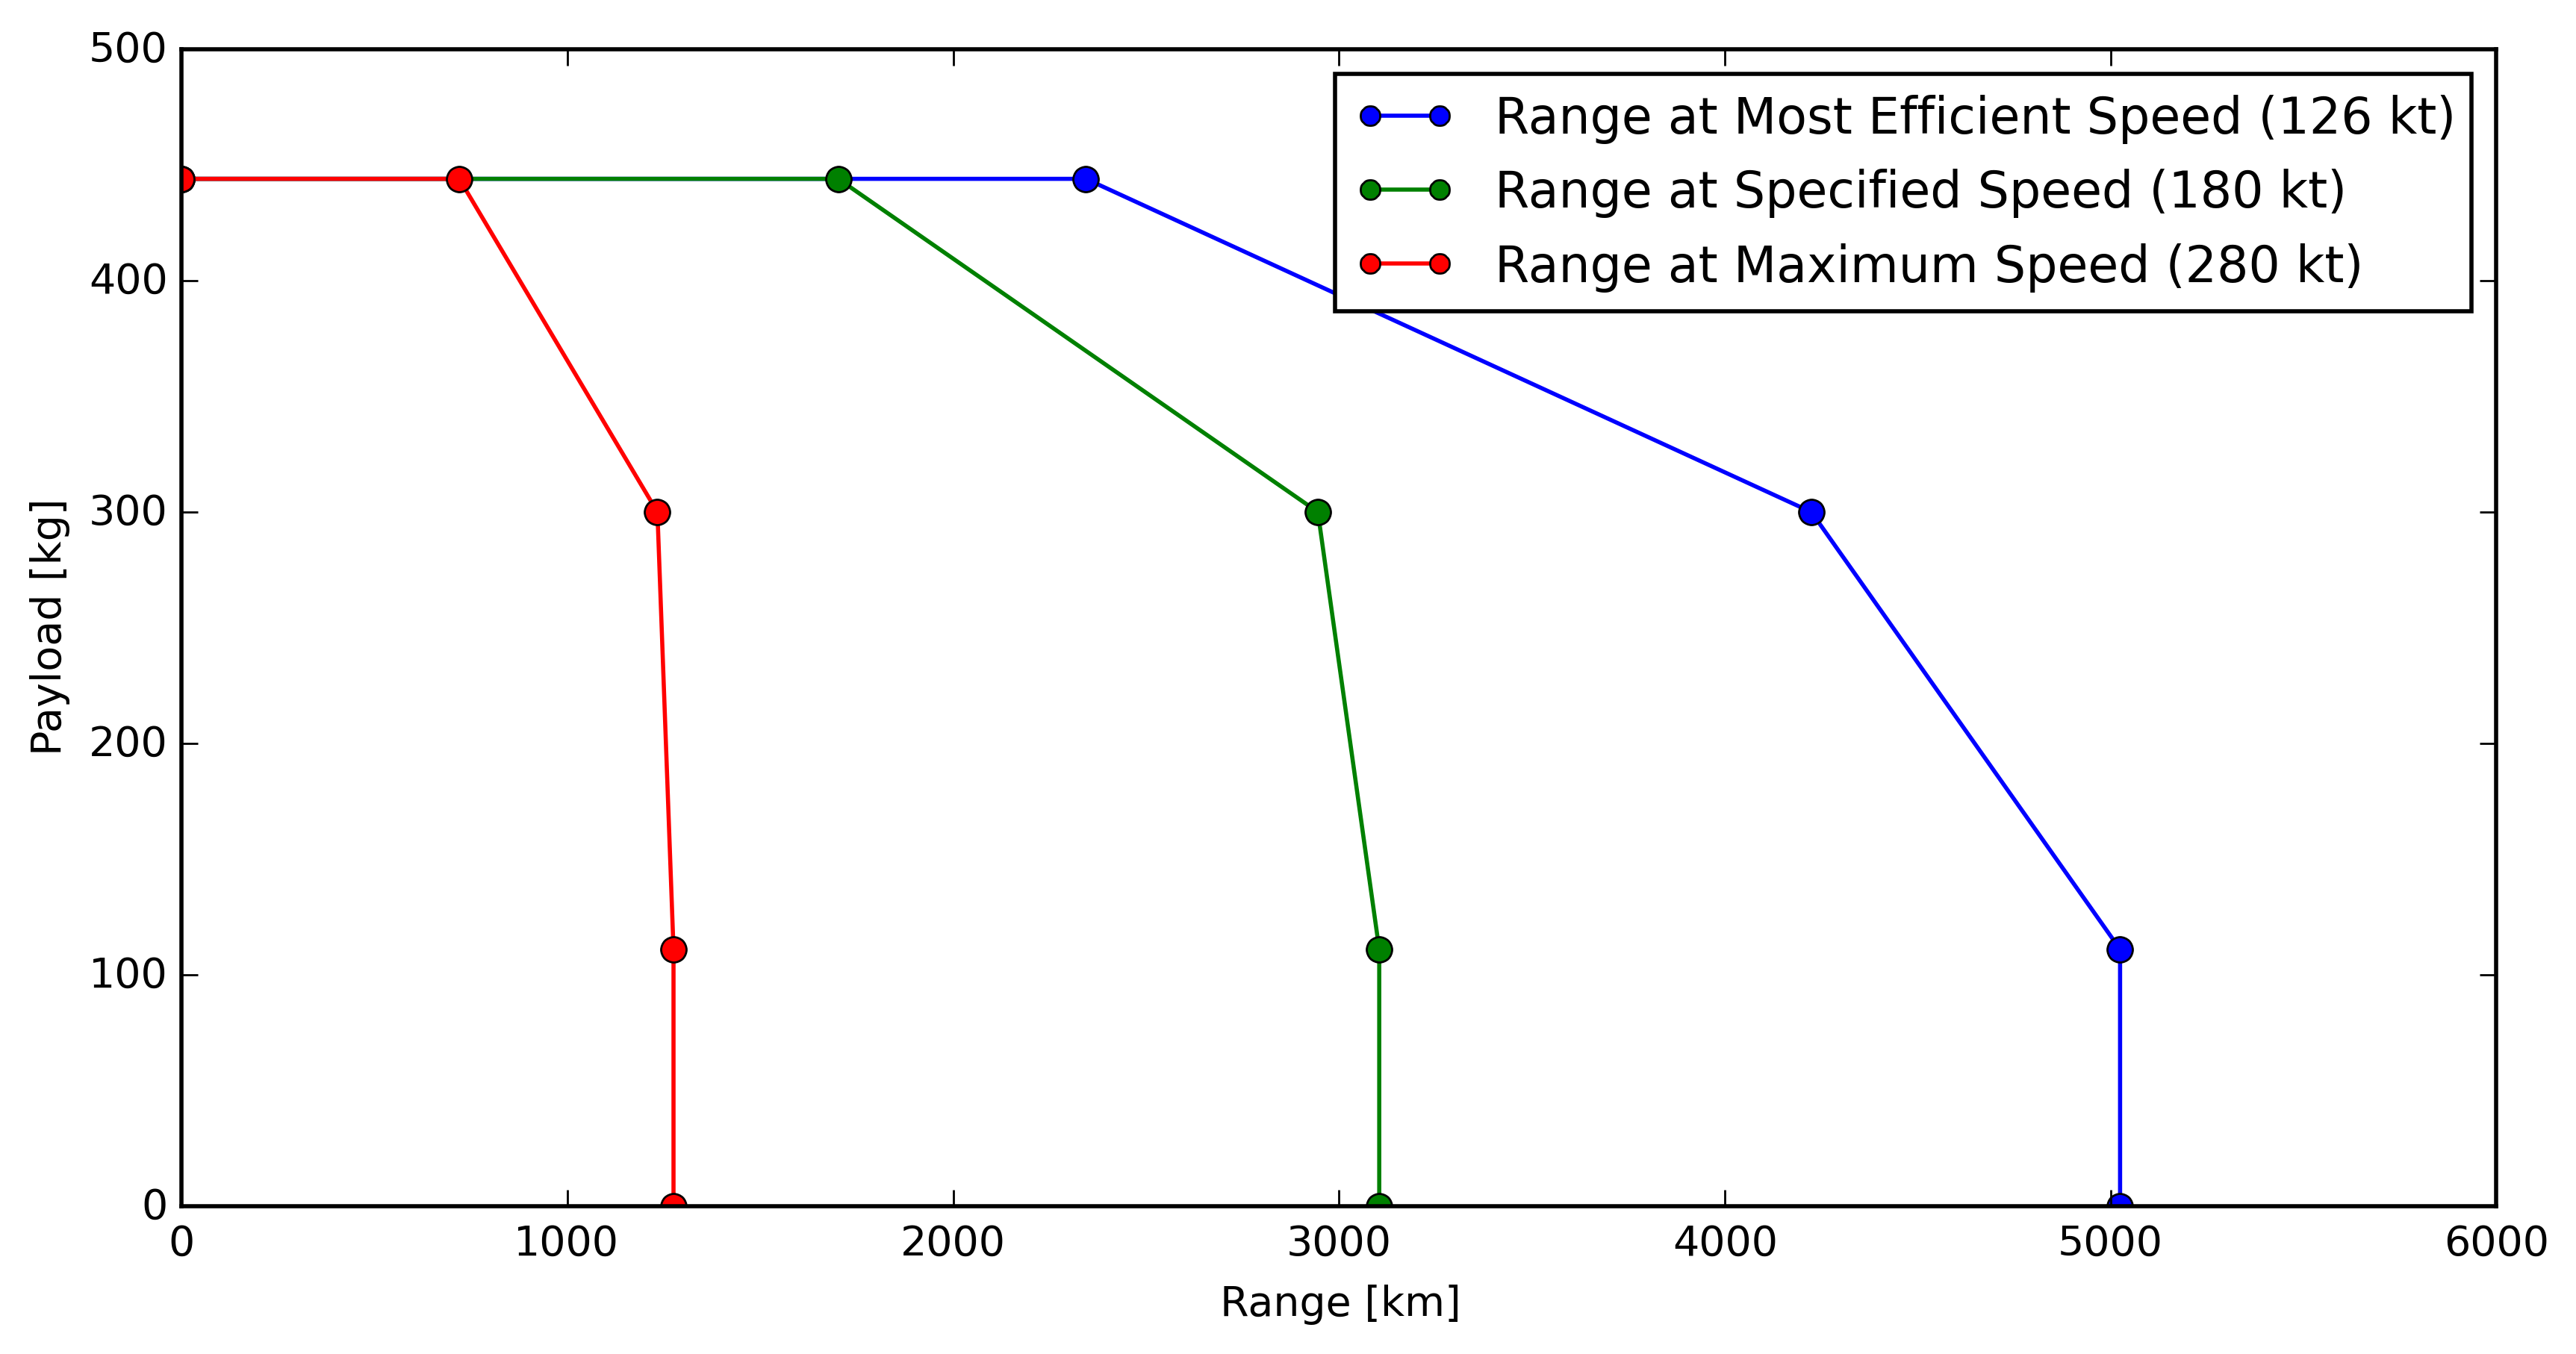 500
400
300
200
100
0
Payload [kg]
Range at Most Efficient Speed (126 kt)
Range at Specified Speed (180 kt)
Range at Maximum Speed (280 kt)
0 1000 2000 3000 4000 5000 6000
Range [km]